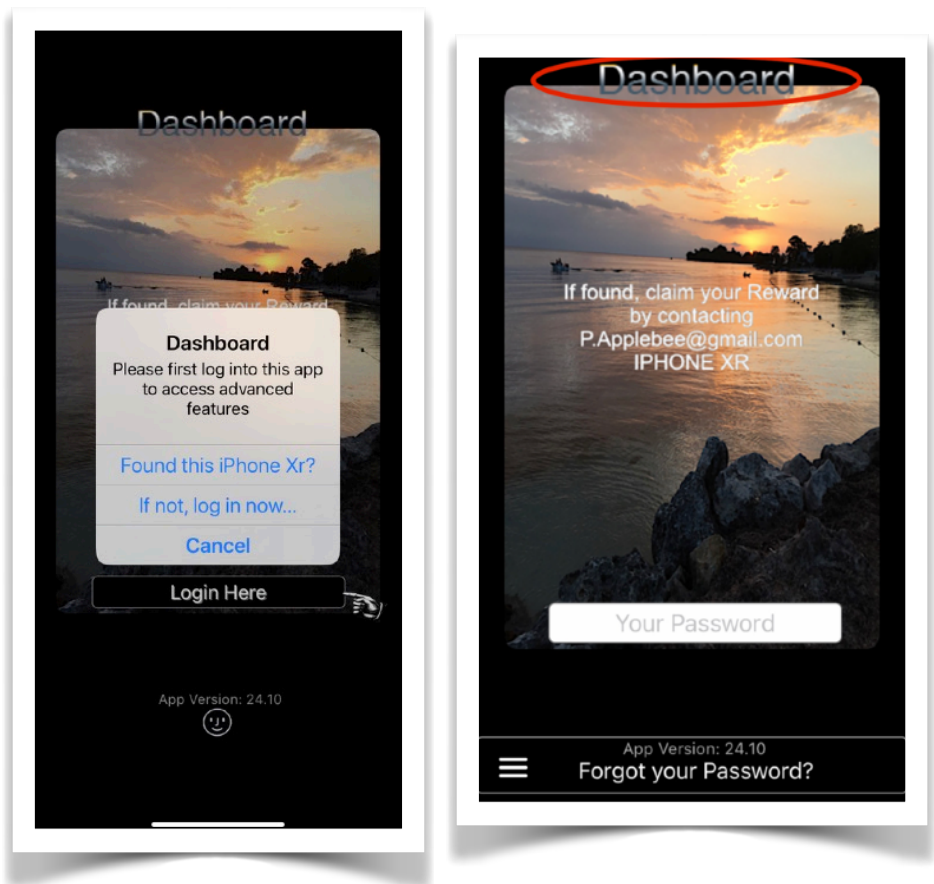 Dashboard
If found, claim your Reward
Dashboard
Please first log into this app
to access advanced
features
Found this iPhone Xr?
If not, log in now...
Cancel
Login Here
App Version: 24.10
Dashboard
If found, claim your Reward
by contacting
P.Applebee@gmail.com
IPHONE XR
Your Password
App Version: 24.10
Forgot your Password?